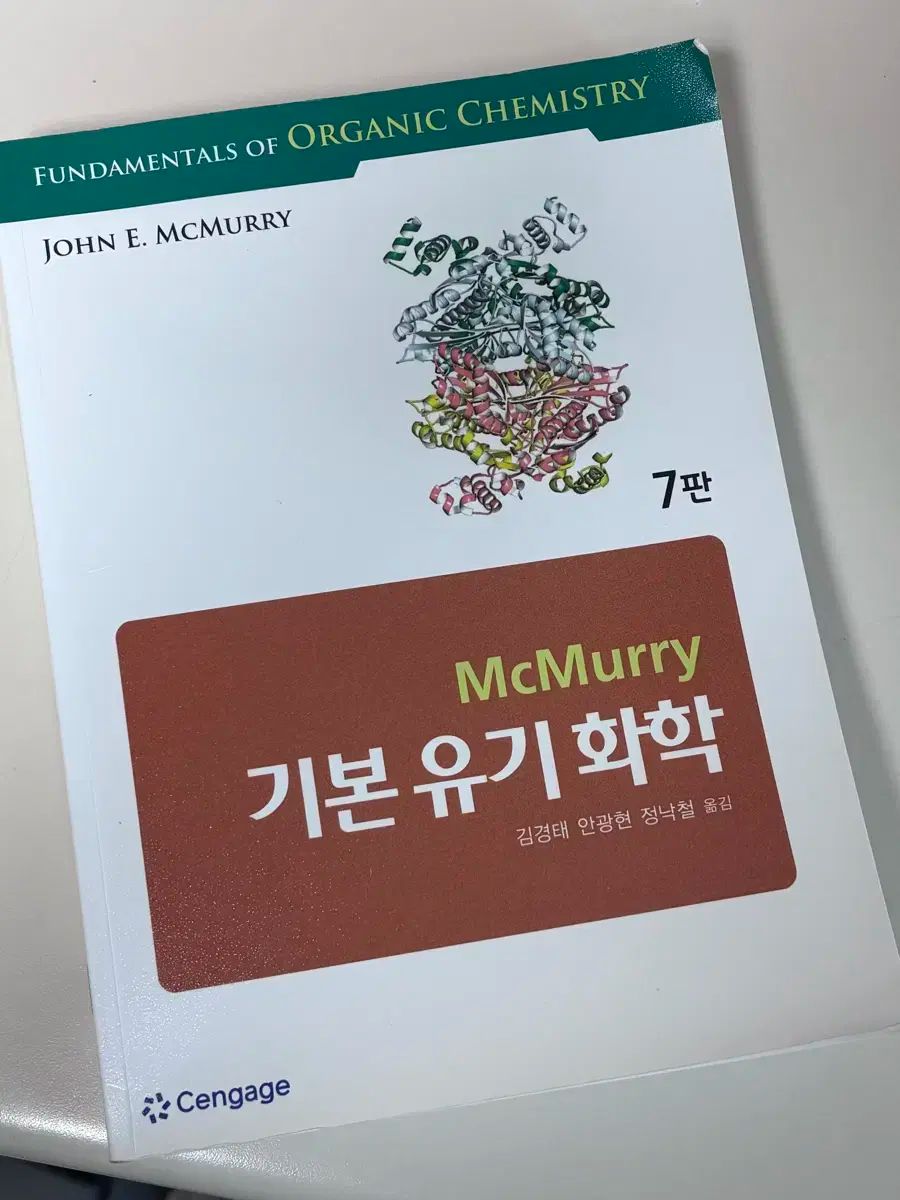 FUNDAMENTALS OF ORGANIC CHEMISTRY
JOHN E. MCMURRY
7판
McMurry
기본 유기 화학
김경태 안광현 정낙철 옮김
Cengage